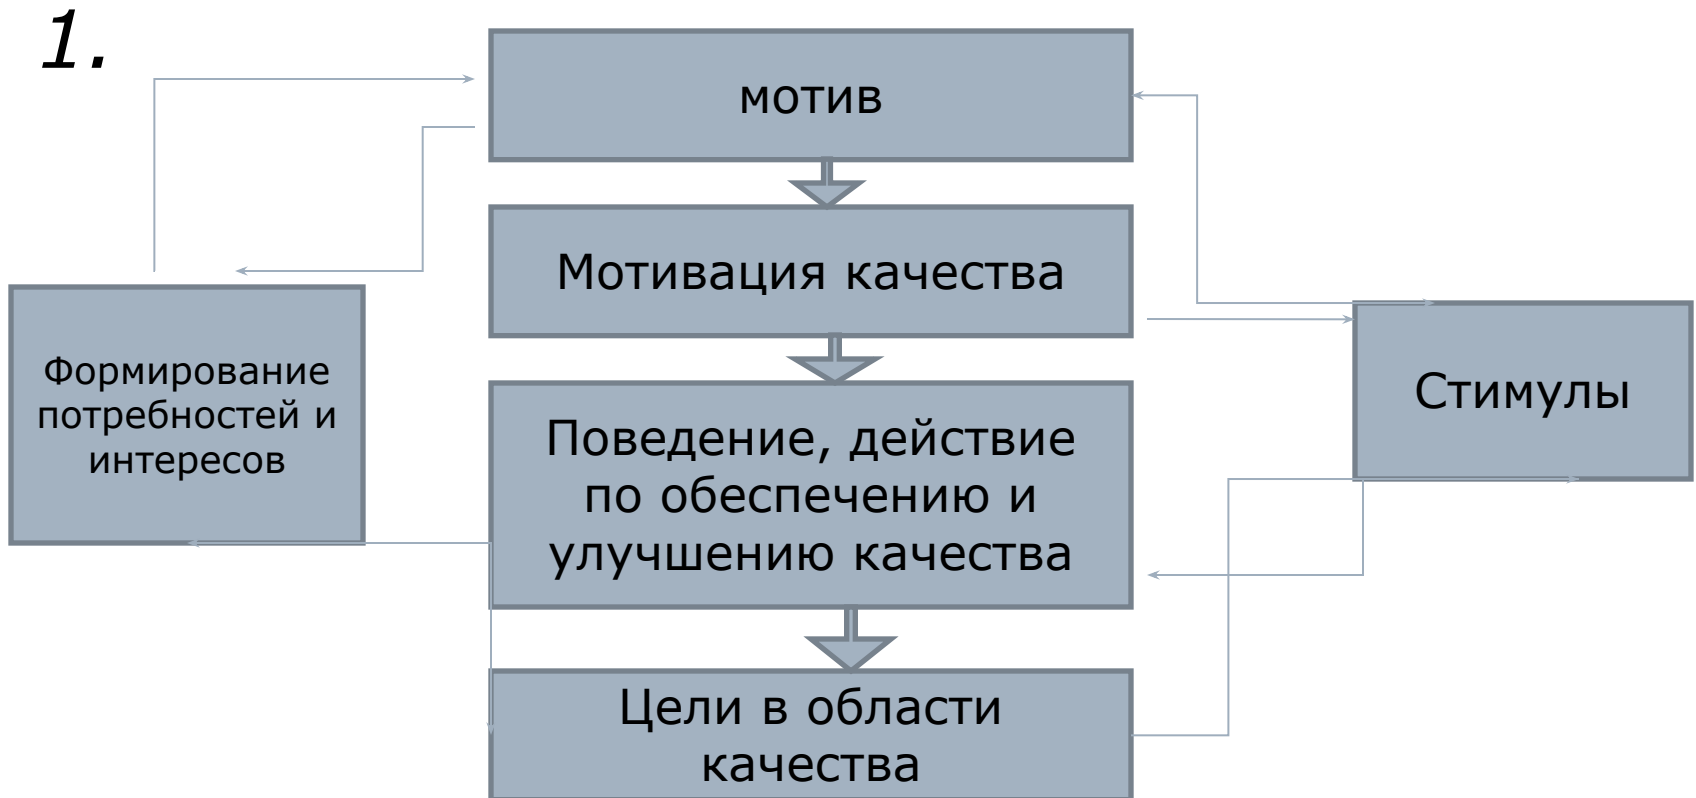 1.
мотив
Мотивация качества
Формирование
потребностей и
интересов
Стимулы
Поведение, действие
по обеспечению и
улучшению качества
Цели в области
качества